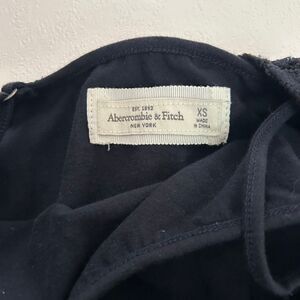 EST. 1892
Abercrombie & Fitch
NEW YORK
XS
MADE
IN CHINA